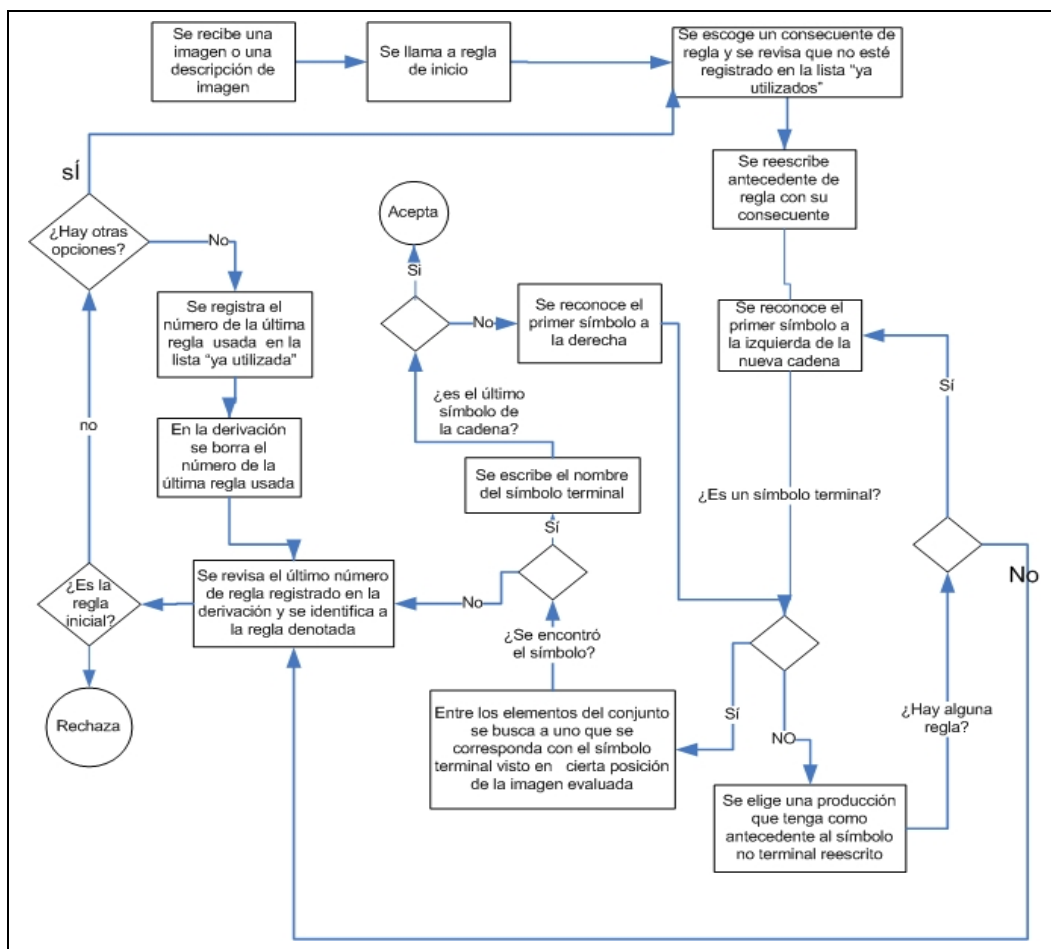 Se recibe una
imagen o una
descripción de
imagen
Se llama a regla
de inicio
Se escoge un consecuente de
regla y se revisa que no esté
registrado en la lista “ya
utilizados”
Se reescribe
antecedente de
regla con su
consecuente
sÍ
¿Hay otras
opciones?
No
Se registra el
número de la última
regla usada en la
lista “ya utilizada”
En la derivación
se borra el
número de la
última regla usada
no
¿Es la
regla
inicial?
Rechaza
Se revisa el último número
de regla registrado en la
derivación y se identifica a
la regla denotada
Acepta
Si
No
Se reconoce el
primer símbolo a
la derecha
¿es el último
símbolo de
la cadena?
Se escribe el nombre
del símbolo terminal
Sí
No
¿Se encontró
el símbolo?
Entre los elementos del conjunto
se busca a uno que se
corresponda con el símbolo
terminal visto en cierta posición
de la imagen evaluada
Se reconoce el
primer símbolo a
la izquierda de la
nueva cadena
¿Es un símbolo terminal?
Sí
NO
Se elige una producción
que tenga como
antecedente al símbolo
no terminal reescrito
¿Hay alguna
regla?
Sí
No